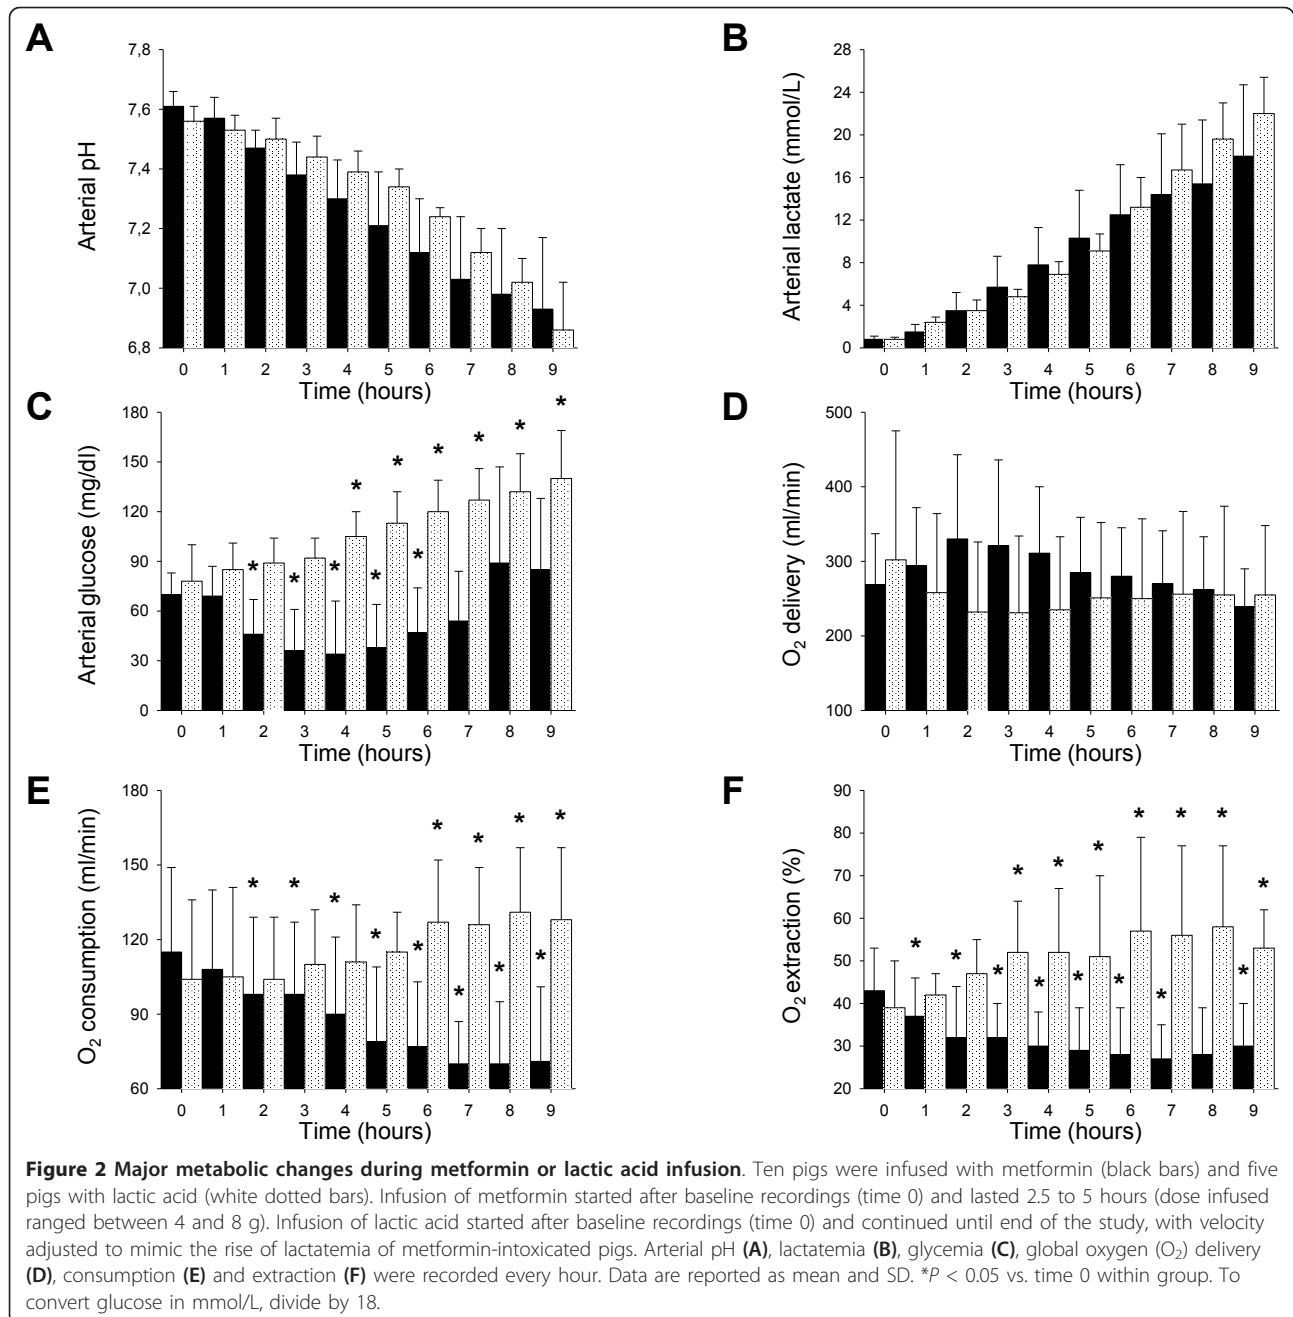 A
7,8
7,6
7,4
7,2
7,0
6,8
Arterial pH
0 1 2 3 4 5 6 7 8 9
Time (hours)
B
28
24
20
16
12
8
4
0
Arterial lactate (mmol/L)
0 1 2 3 4 5 6 7 8 9
Time (hours)
C
180
150
120
90
60
30
0
Arterial glucose (mg/dl)
* * * * * * * * * * *
0 1 2 3 4 5 6 7 8 9
Time (hours)
D
500
400
300
200
100
O₂ delivery (ml/min)
0 1 2 3 4 5 6 7 8 9
Time (hours)
E
180
150
120
90
60
O₂ consumption (ml/min)
* * * * * * * * * * * *
0 1 2 3 4 5 6 7 8 9
Time (hours)
F
90
80
70
60
50
40
30
20
O₂ extraction (%)
* * * * * * * * * * * * * * *
0 1 2 3 4 5 6 7 8 9
Time (hours)
Figure 2 Major metabolic changes during metformin or lactic acid infusion. Ten pigs were infused with metformin (black bars) and five
pigs with lactic acid (white dotted bars). Infusion of metformin started after baseline recordings (time 0) and lasted 2.5 to 5 hours (dose infused
ranged between 4 and 8 g). Infusion of lactic acid started after baseline recordings (time 0) and continued until end of the study, with velocity
adjusted to mimic the rise of lactatemia of metformin-intoxicated pigs. Arterial pH (A), lactatemia (B), glycemia (C), global oxygen (O₂) delivery
(D), consumption (E) and extraction (F) were recorded every hour. Data are reported as mean and SD. *P < 0.05 vs. time 0 within group. To
convert glucose in mmol/L, divide by 18.